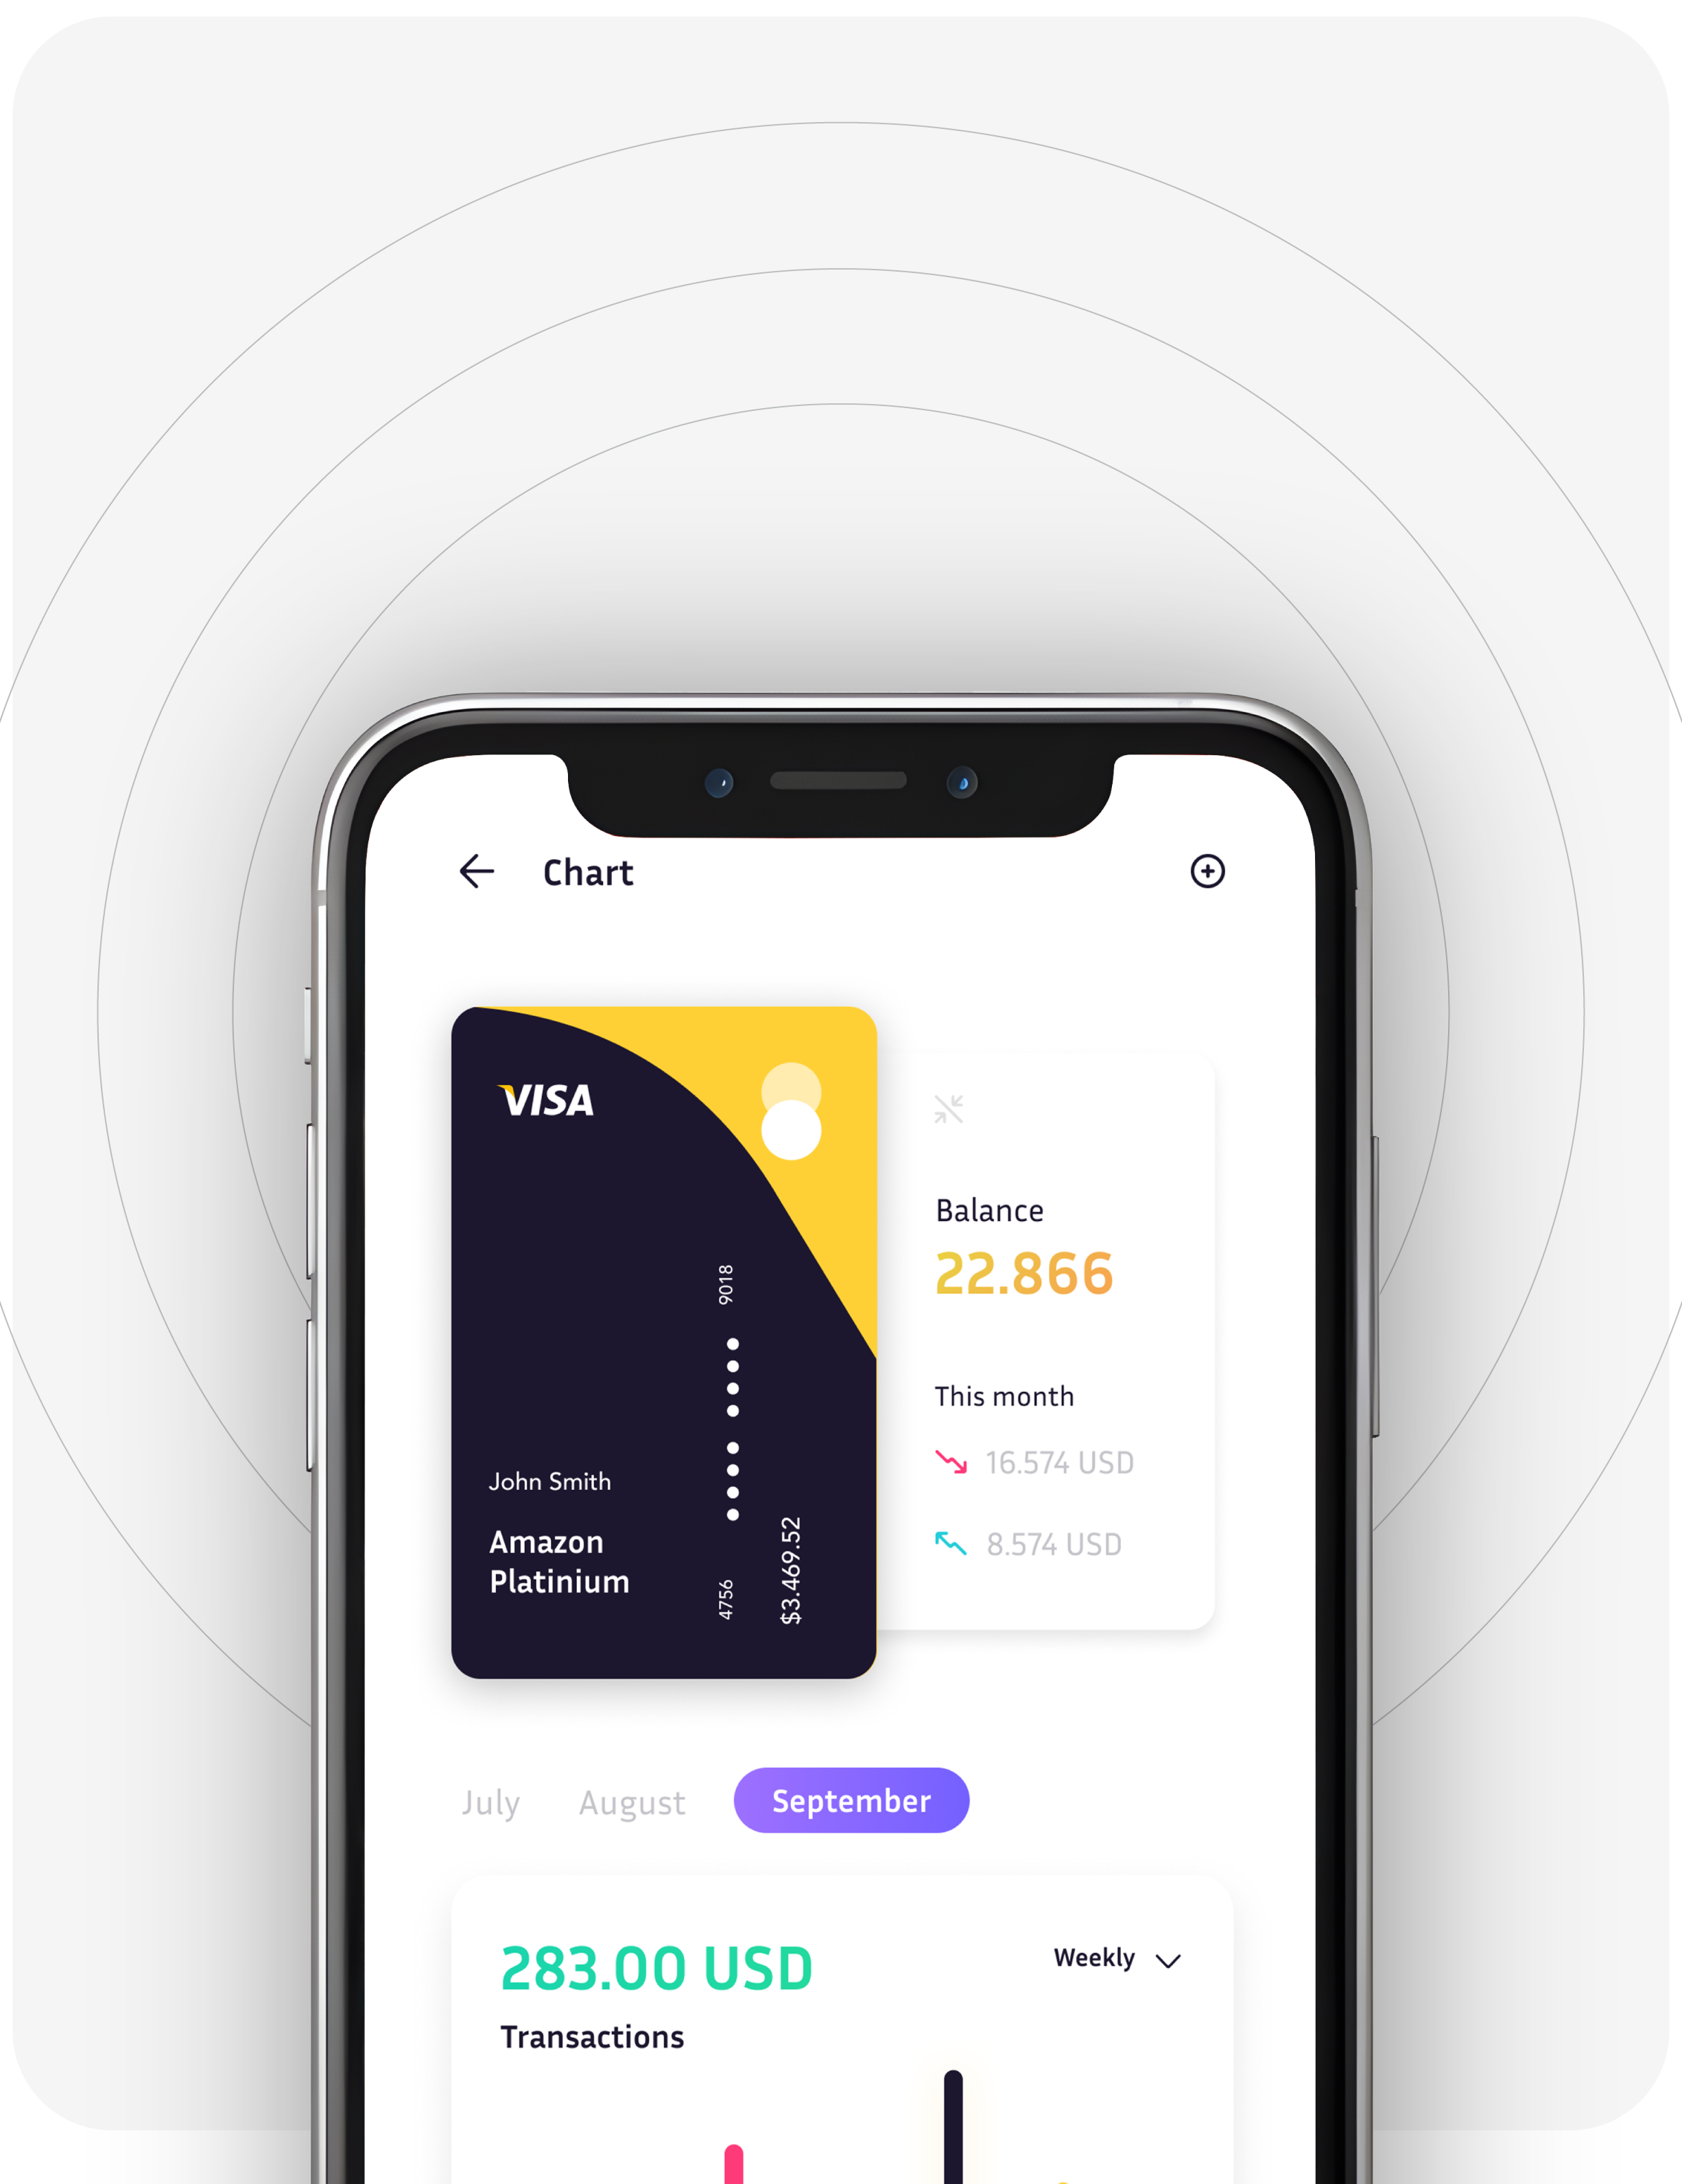 Chart
VISA
9018
4756
$3.469.52
John Smith
Amazon
Platinium
Balance
22.866
This month
16.574 USD
8.574 USD
July August September
283.00 USD
Weekly
Transactions